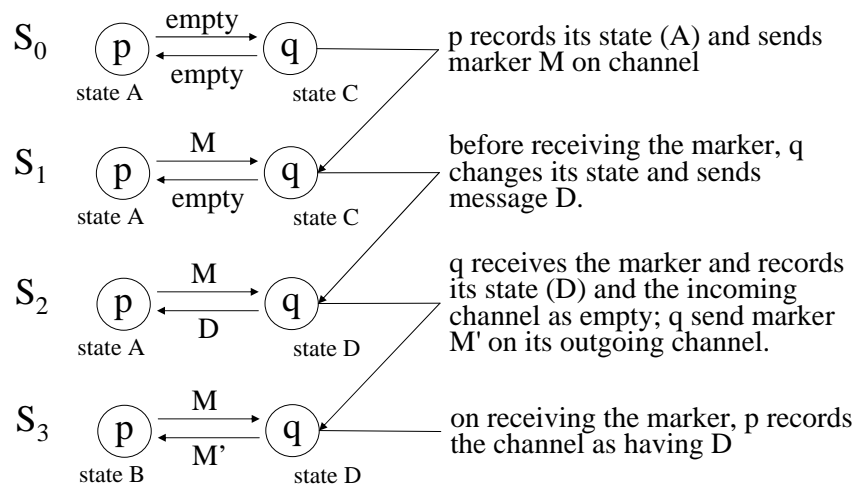 empty
S0 p q
empty
state A state C
p records its state (A) and sends
marker M on channel
M
S1 p q
empty
state A state C
before receiving the marker, q
changes its state and sends
message D.
M
S2 p q
D
state A state D
q receives the marker and records
its state (D) and the incoming
channel as empty; q send marker
M' on its outgoing channel.
M
S3 p q
M’
state B state D
on receiving the marker, p records
the channel as having D